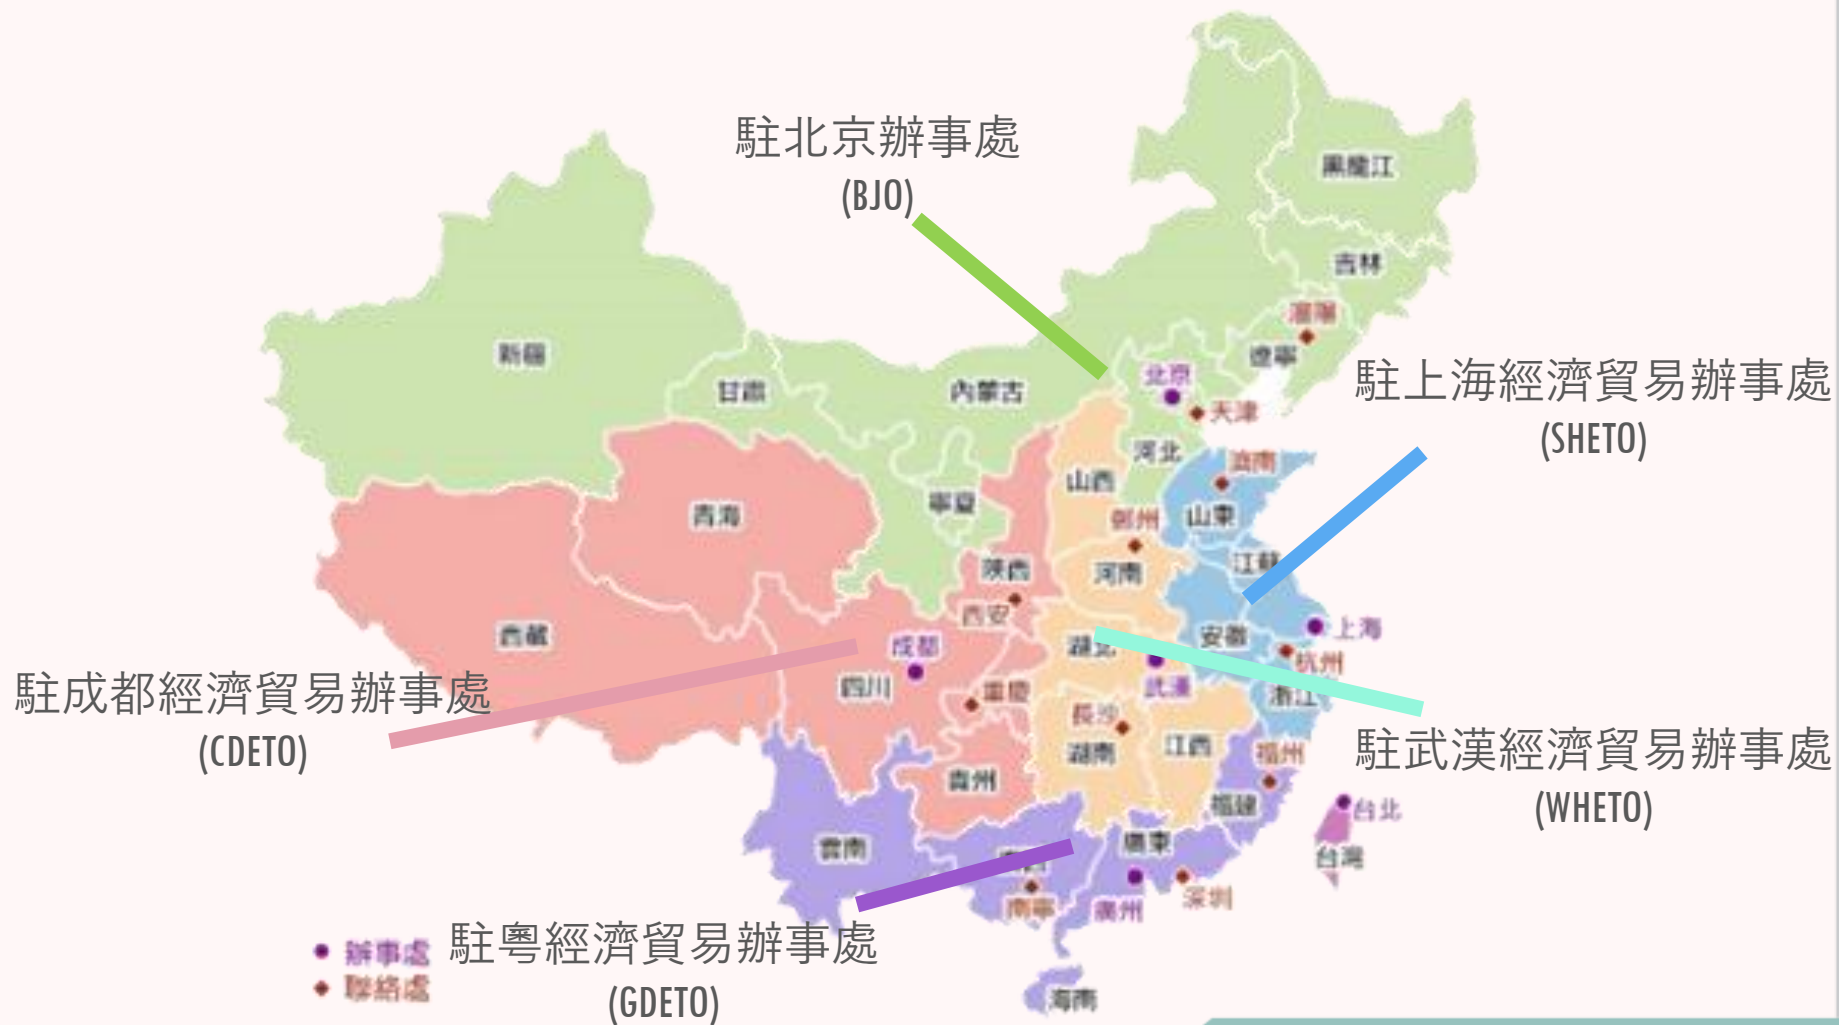 駐北京辦事處
(BJO)
黑龍江
吉林
瀋陽
遼寧
新疆
甘肅
內蒙古
北京
天津
駐上海經濟貿易辦事處
(SHETO)
河北
濟南
山西
寧夏
青海
鄭州
山東
江蘇
陝西
河南
西安
西藏
成都
湖北
安徽
上海
杭州
四川
重慶
武漢
浙江
駐成都經濟貿易辦事處
(CDETO)
長沙
湖南
江西
福州
駐武漢經濟貿易辦事處
(WHETO)
貴州
福建
台北
雲南
廣東
台灣
南寧
廣州
深圳
辦事處
聯絡處
駐粵經濟貿易辦事處
(GDETO)
海南